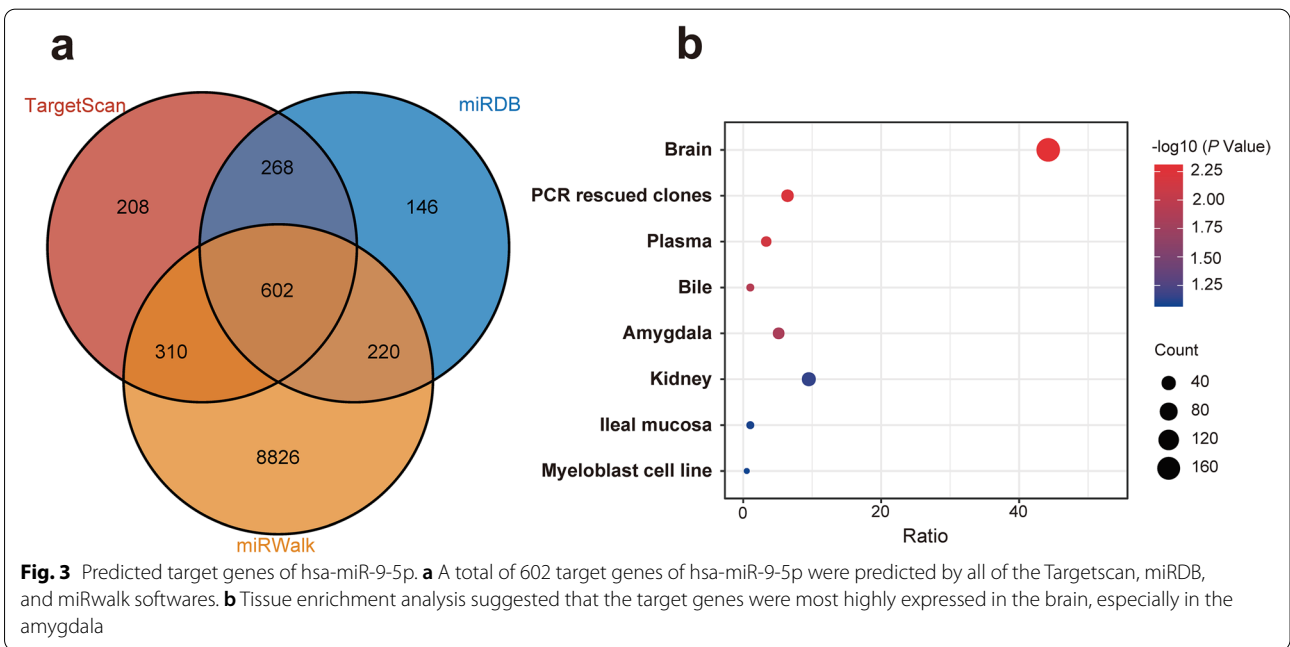 a
TargetScan
miRDB
268
208
146
602
310
220
8826
miRWalk
b
Brain
PCR rescued clones
Plasma
Bile
Amygdala
Kidney
Ileal mucosa
Myeloblast cell line
0
20
40
Ratio
-log10 (P Value)
2.25
2.00
1.75
1.50
1.25
Count
40
80
120
160
Fig. 3 Predicted target genes of hsa-miR-9-5p. a A total of 602 target genes of hsa-miR-9-5p were predicted by all of the Targetscan, miRDB,
and miRwalk softwares. b Tissue enrichment analysis suggested that the target genes were most highly expressed in the brain, especially in the
amygdala